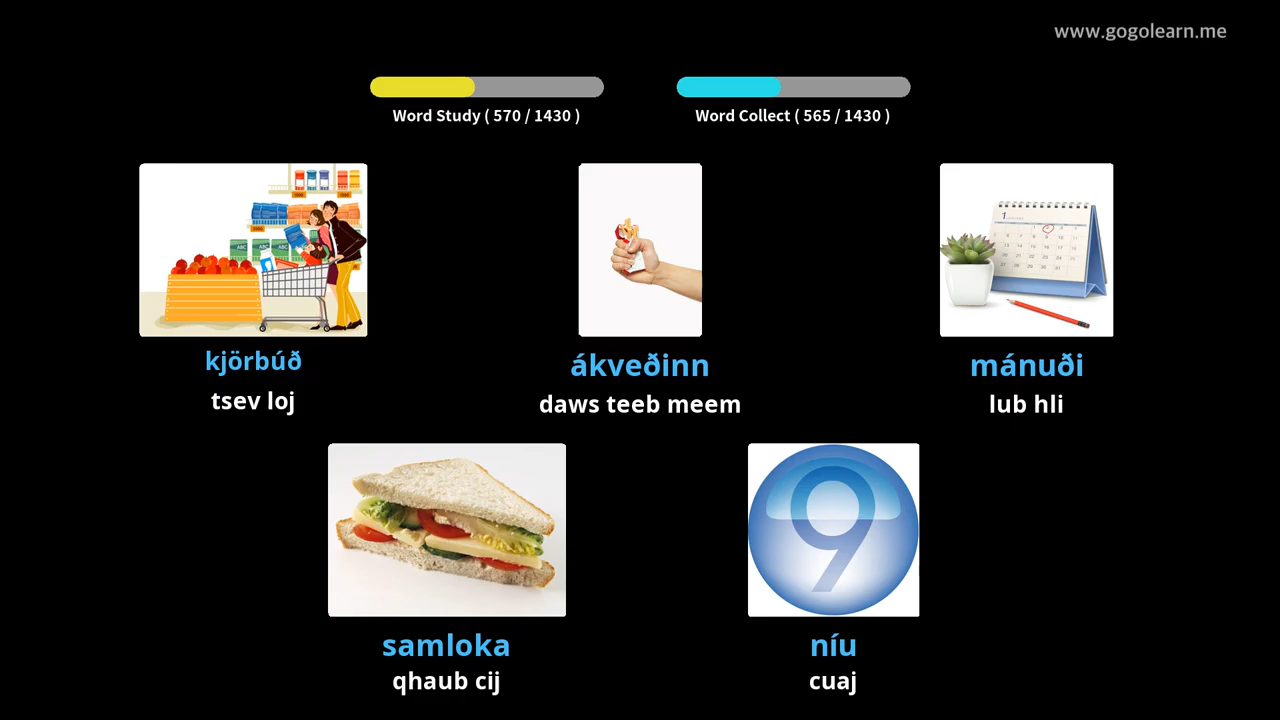 www.gogolearn.me
Word Study ( 570 / 1430 )
Word Collect ( 565 / 1430 )
kjörbúð
tsev loj
ákveðinn
daws teeb meem
mánuði
lub hli
samloka
qhaub cij
9
níu
cuaj